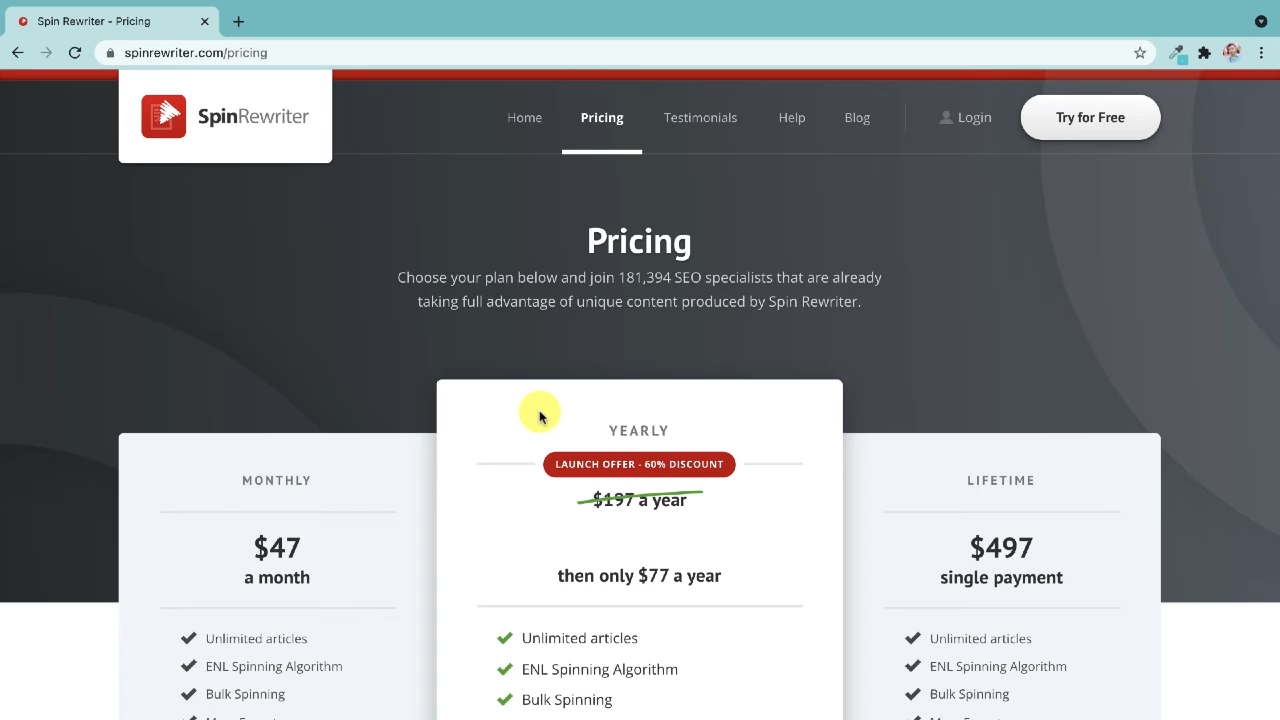 Spin Rewriter - Pricing
spinrewriter.com/pricing
SpinRewriter
Home
Pricing
Testimonials
Help
Blog
Login
Try for Free
Pricing
Choose your plan below and join 181,394 SEO specialists that are already
taking full advantage of unique content produced by Spin Rewriter.
MONTHLY
$47
a month
Unlimited articles
ENL Spinning Algorithm
Bulk Spinning
YEARLY
LAUNCH OFFER - 60% DISCOUNT
$197 a year
then only $77 a year
Unlimited articles
ENL Spinning Algorithm
Bulk Spinning
LIFETIME
$497
single payment
Unlimited articles
ENL Spinning Algorithm
Bulk Spinning